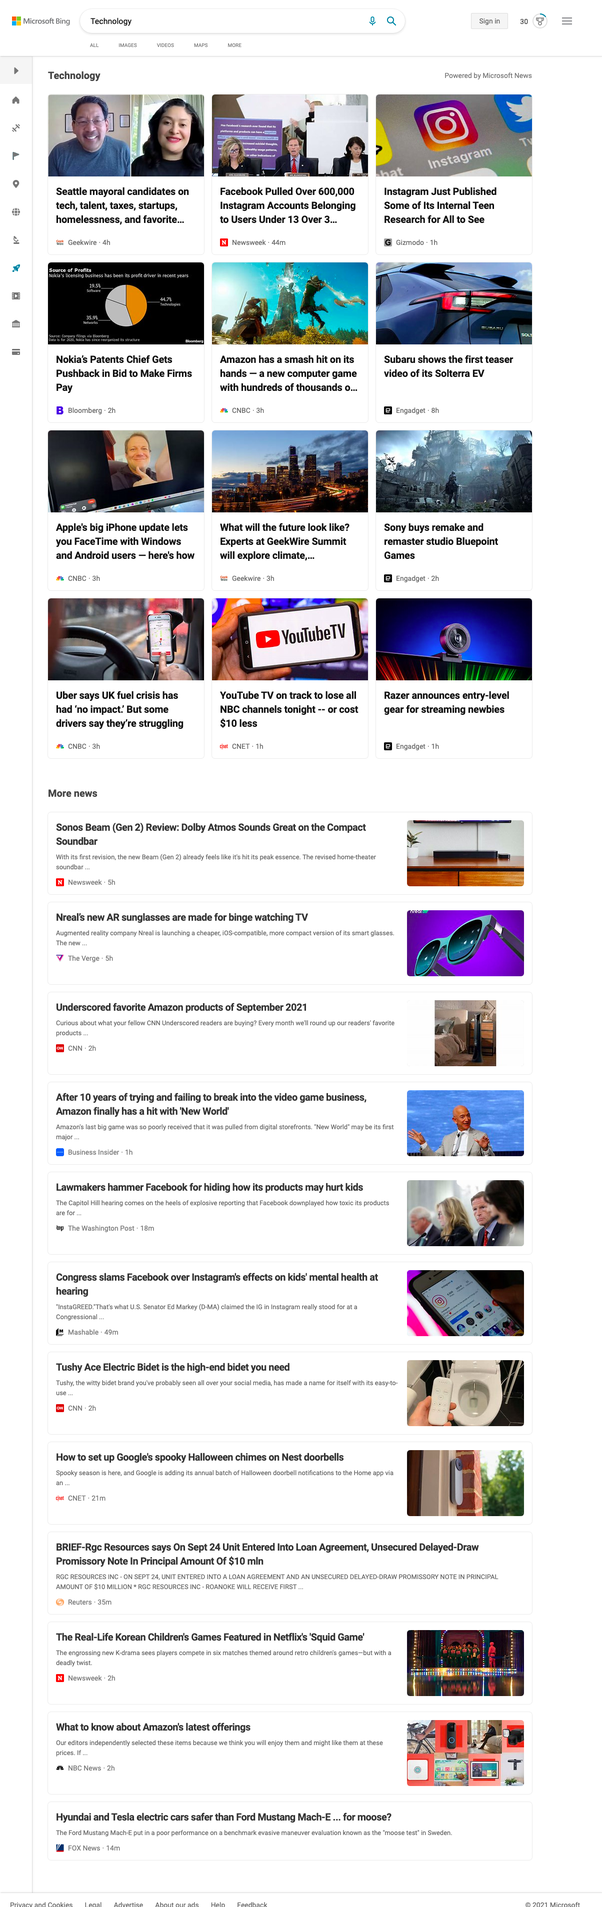 Microsoft Bing
Technology
Sign in
30
ALL IMAGES VIDEOS MAPS MORE
Technology
Powered by Microsoft News
Seattle mayoral candidates on
tech, talent, taxes, startups,
homelessness, and favorite...
Geekwire · 4h
Facebook Pulled Over 600,000
Instagram Accounts Belonging
to Users Under 13 Over 3...
Newsweek · 44m
Instagram
Instagram Just Published
Some of Its Internal Teen
Research for All to See
Gizmodo · 1h
Source of Profits
Nokia's licensing business has been its profit driver in recent years
19.5%
Software
44.7%
Technologies
35.9%
Networks
Bloomberg
Nokia's Patents Chief Gets
Pushback in Bid to Make Firms
Pay
Bloomberg · 2h
Amazon has a smash hit on its
hands — a new computer game
with hundreds of thousands o...
CNBC · 3h
SUBARU
Subaru shows the first teaser
video of its Solterra EV
Engadget · 8h
Apple's big iPhone update lets
you FaceTime with Windows
and Android users — here's how
CNBC · 3h
What will the future look like?
Experts at GeekWire Summit
will explore climate,...
Geekwire · 3h
Sony buys remake and
remaster studio Bluepoint
Games
Engadget · 2h
Uber says UK fuel crisis has
had 'no impact.' But some
drivers say they're struggling
CNBC · 3h
YouTubeTV
YouTube TV on track to lose all
NBC channels tonight -- or cost
$10 less
CNET · 1h
Razer announces entry-level
gear for streaming newbies
Engadget · 1h
More news
Sonos Beam (Gen 2) Review: Dolby Atmos Sounds Great on the Compact
Soundbar
With its first revision, the new Beam (Gen 2) already feels like it's hit its peak essence. The revised home-theater
soundbar ...
Newsweek · 5h
Nreal's new AR sunglasses are made for binge watching TV
Augmented reality company Nreal is launching a cheaper, iOS-compatible, more compact version of its smart glasses.
The new ...
The Verge · 5h
Underscored favorite Amazon products of September 2021
Curious about what your fellow CNN Underscored readers are buying? Every month we'll round up our readers' favorite
products ...
CNN · 2h
After 10 years of trying and failing to break into the video game business,
Amazon finally has a hit with 'New World'
Amazon's last big game was so poorly received that it was pulled from digital storefronts. "New World" may be its first
major ...
Business Insider · 1h
Lawmakers hammer Facebook for hiding how its products may hurt kids
The Capitol Hill hearing comes on the heels of explosive reporting that Facebook downplayed how toxic its products
are for ...
The Washington Post · 18m
Congress slams Facebook over Instagram's effects on kids' mental health at
hearing
"InstaGREED."That's what U.S. Senator Ed Markey (D-MA) claimed the IG in Instagram really stood for at a
Congressional ...
Mashable · 49m
Tushy Ace Electric Bidet is the high-end bidet you need
Tushy, the witty bidet brand you've probably seen all over your social media, has made a name for itself with its easy-to-
use ...
CNN · 2h
How to set up Google's spooky Halloween chimes on Nest doorbells
Spooky season is here, and Google is adding its annual batch of Halloween doorbell notifications to the Home app via
an ...
CNET · 21m
BRIEF-Rgc Resources says On Sept 24 Unit Entered Into Loan Agreement, Unsecured Delayed-Draw
Promissory Note In Principal Amount Of $10 mln
RGC RESOURCES INC - ON SEPT 24, UNIT ENTERED INTO A LOAN AGREEMENT AND AN UNSECURED DELAYED-DRAW PROMISSORY NOTE IN PRINCIPAL
AMOUNT OF $10 MILLION * RGC RESOURCES INC - ROANOKE WILL RECEIVE FIRST ...
Reuters · 35m
The Real-Life Korean Children's Games Featured in Netflix's 'Squid Game'
The engrossing new K-drama sees players compete in six matches themed around retro children's games—but with a
deadly twist.
Newsweek · 2h
What to know about Amazon's latest offerings
Our editors independently selected these items because we think you will enjoy them and might like them at these
prices. If ...
NBC News · 2h
Hyundai and Tesla electric cars safer than Ford Mustang Mach-E ... for moose?
The Ford Mustang Mach-E put in a poor performance on a benchmark evasive maneuver evaluation known as the "moose test" in Sweden.
FOX News · 14m
Privacy and Cookies Legal Advertise About our ads Help Feedback
© 2021 Microsoft